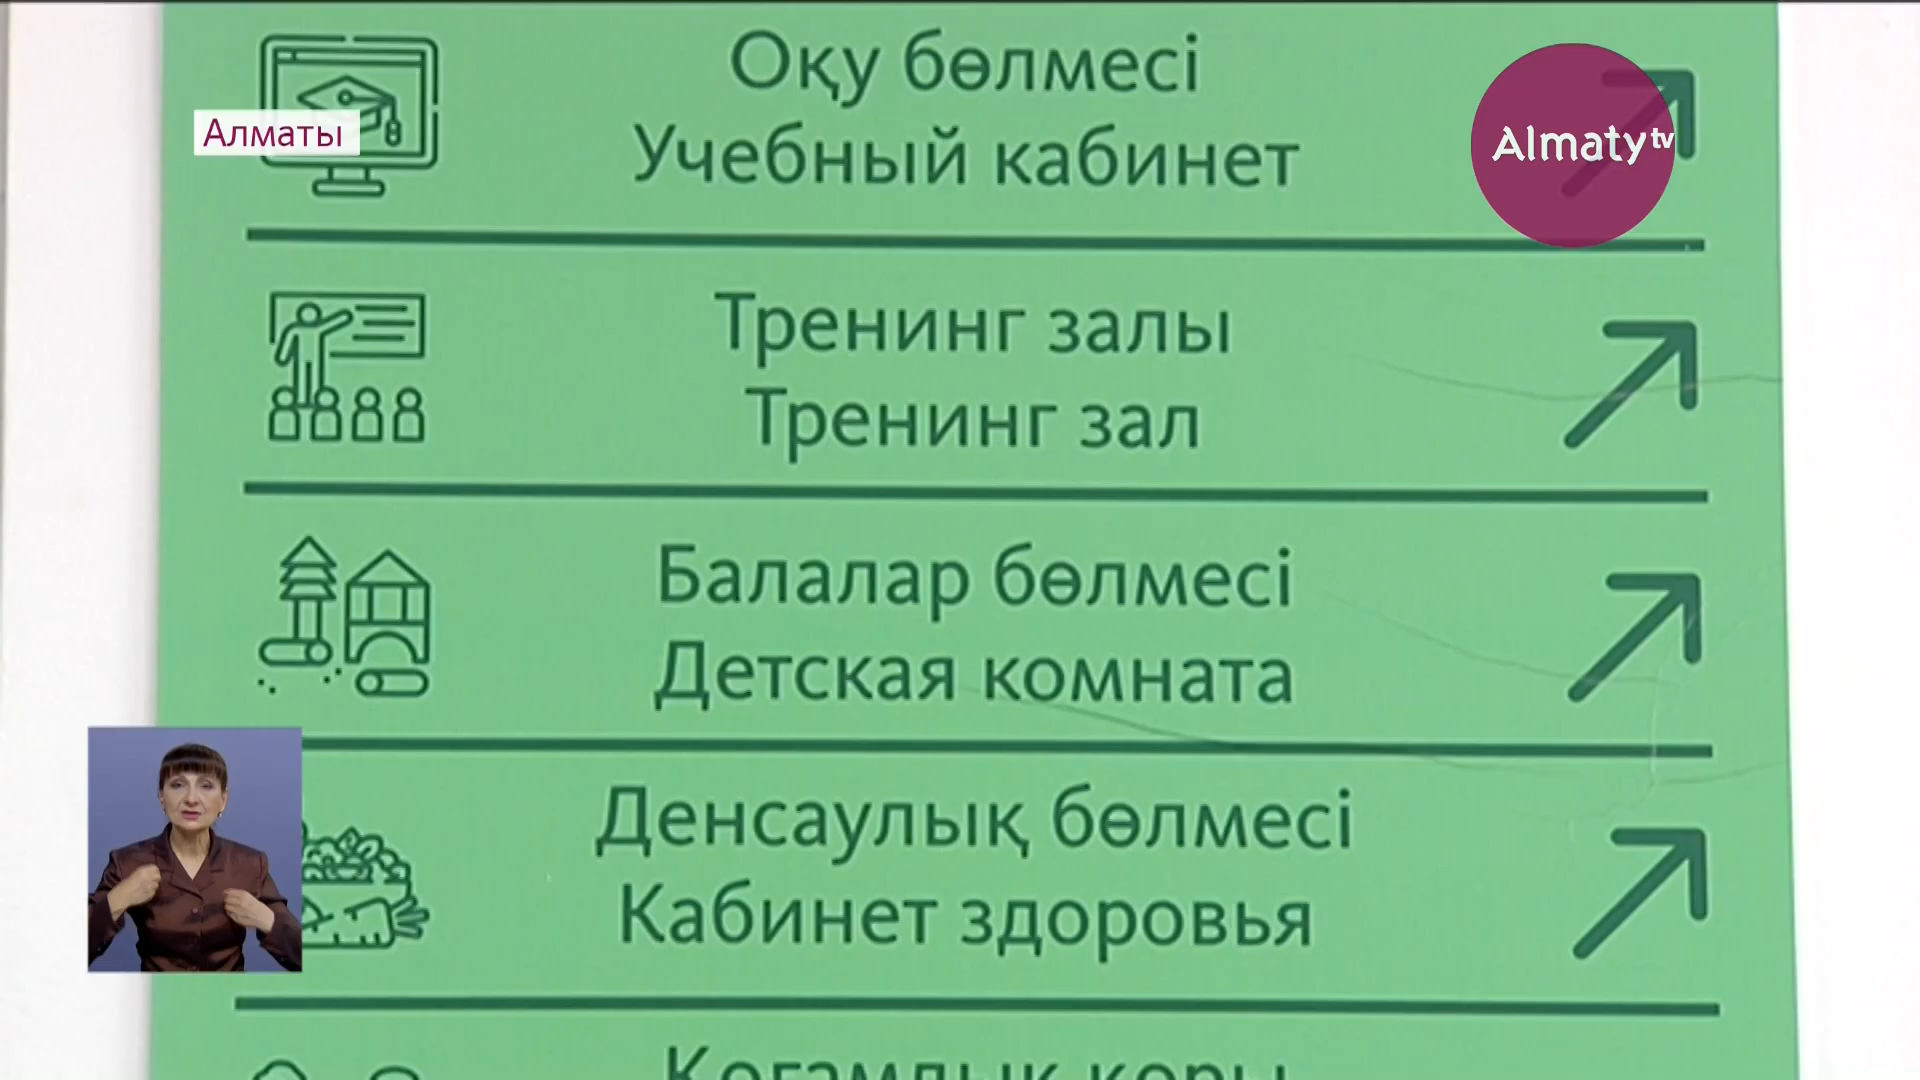 Оқу бөлмесі
Учебный кабинет
Алматы
Almaty tv
Тренинг залы
Тренинг зал
Балалар бөлмесі
Детская комната
Денсаулық бөлмесі
Кабинет здоровья